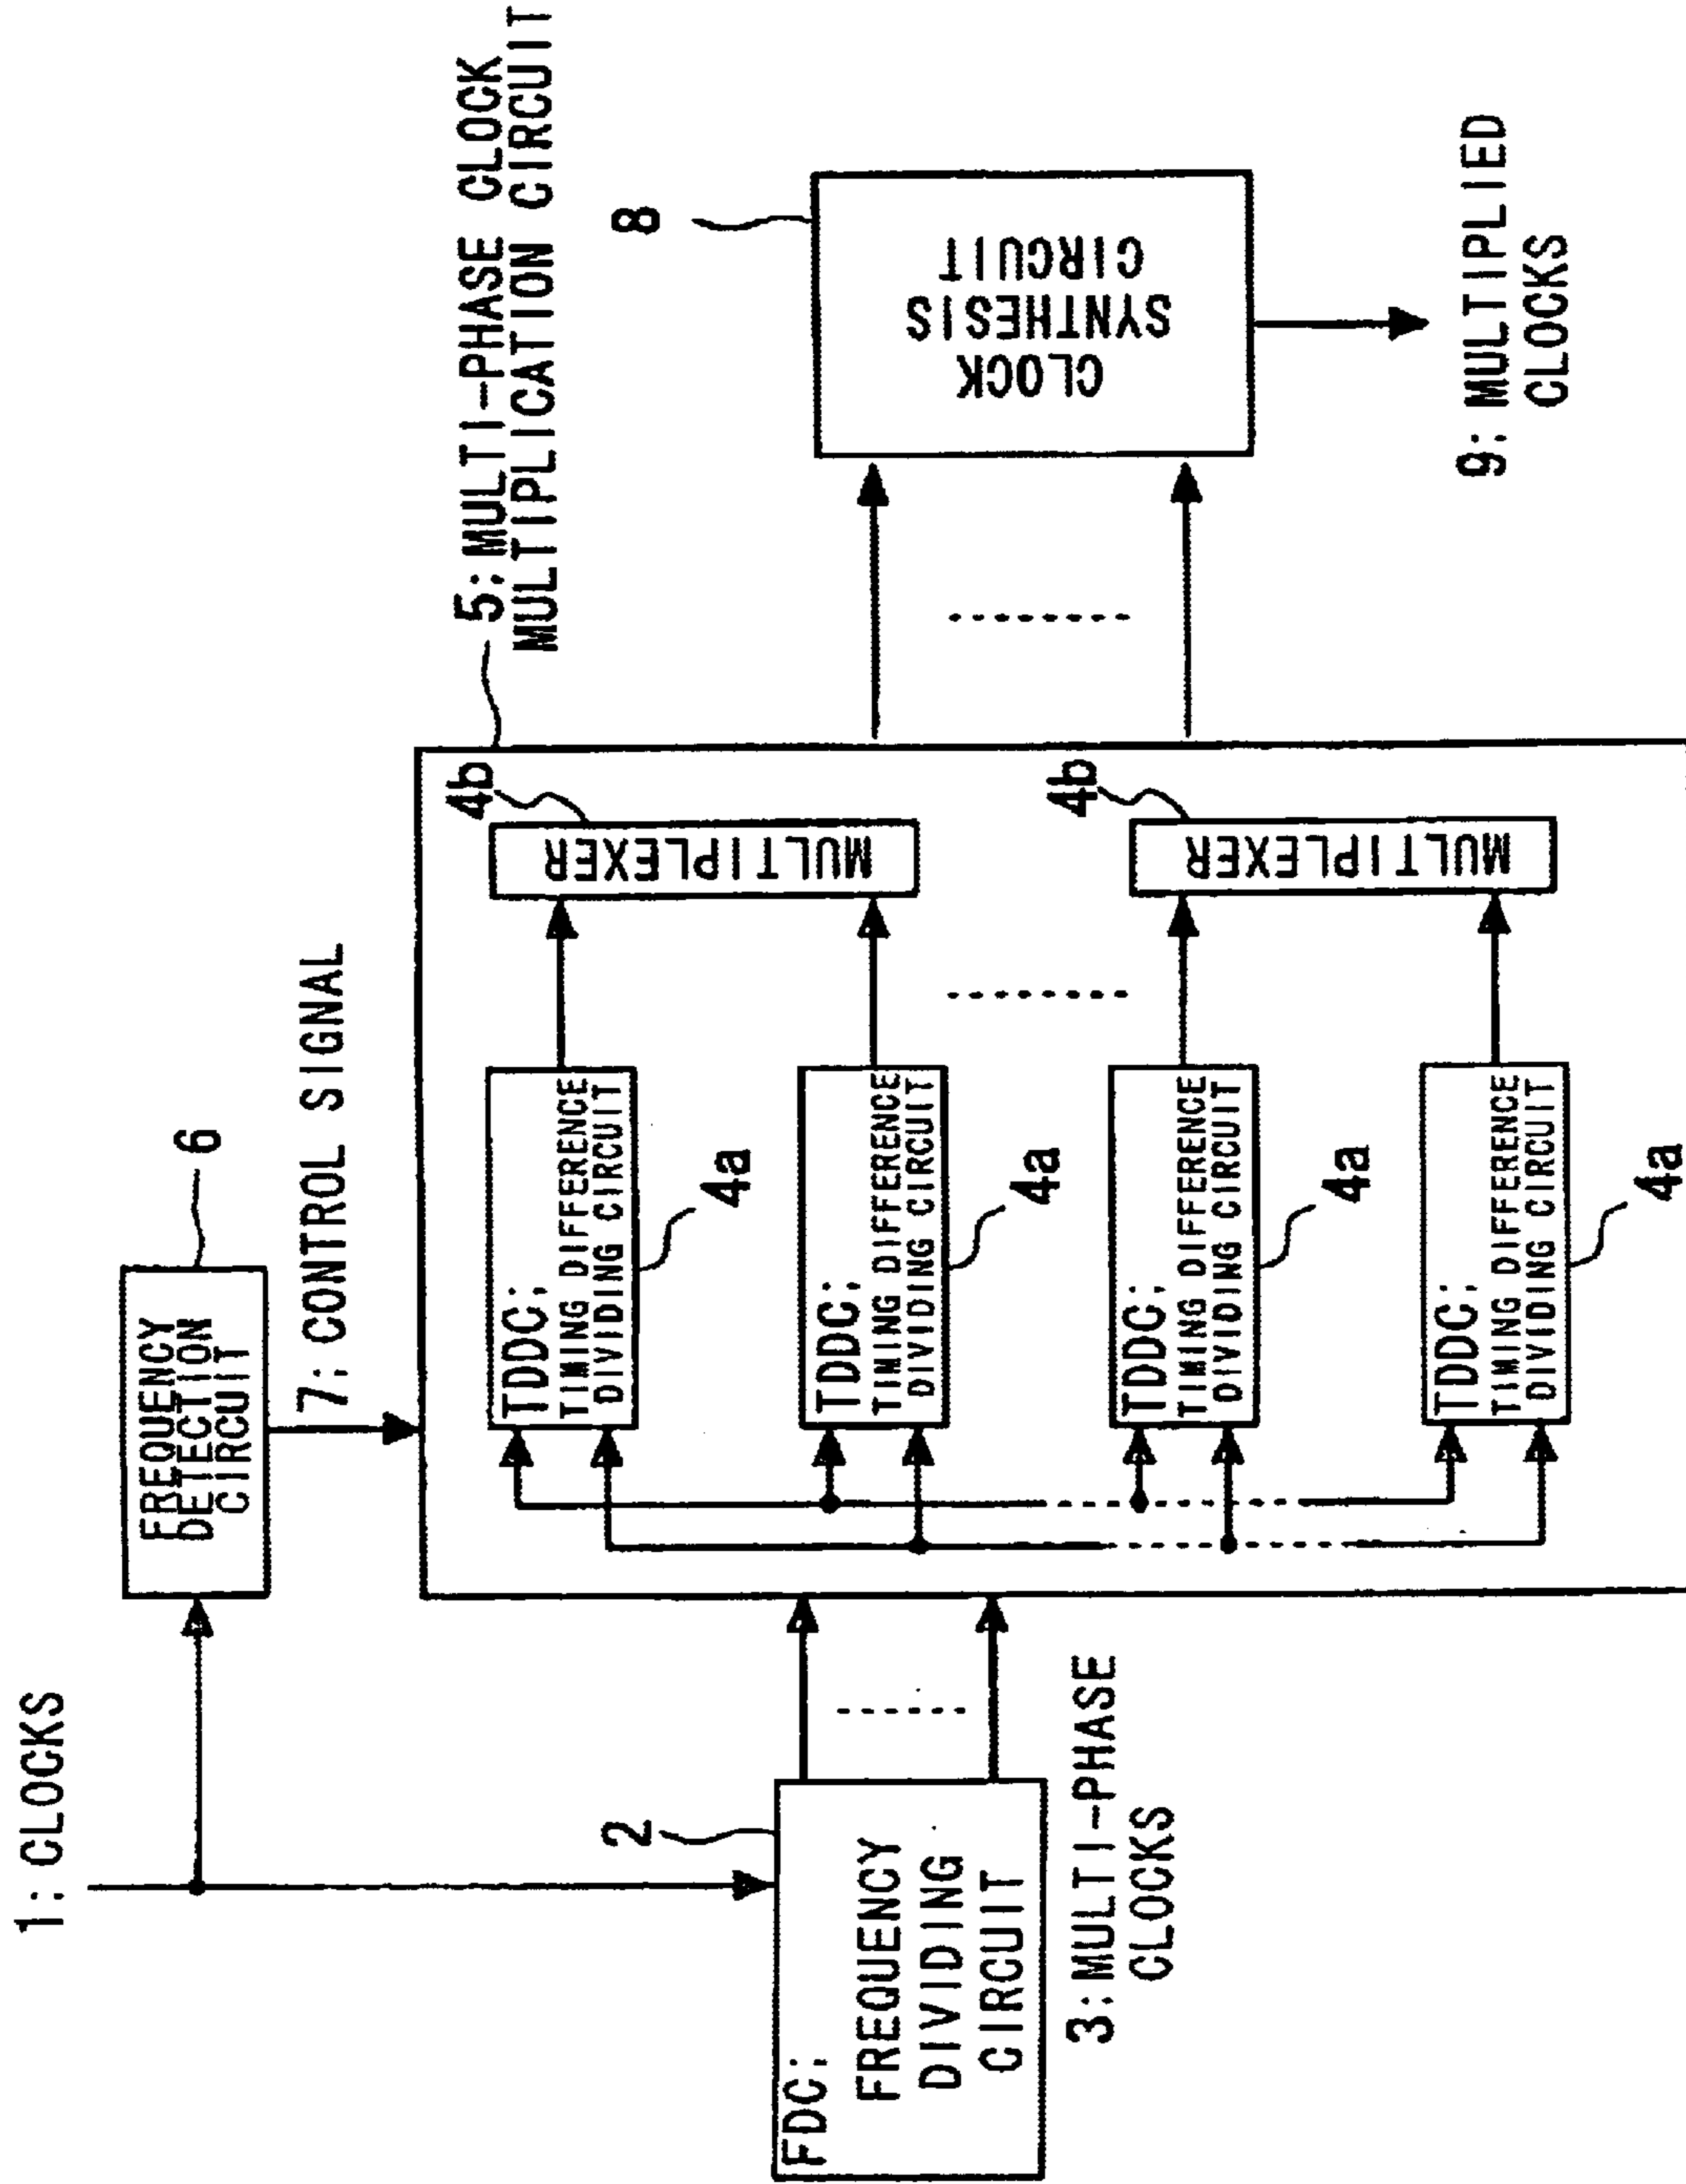 1: CLOCKS
6
FREQUENCY
DETECTION
CIRCUIT
7: CONTROL SIGNAL
5: MULTI-PHASE CLOCK
MULTIPLICATION CIRCUIT
2
FDC:
FREQUENCY
DIVIDING
CIRCUIT
3: MULTI-PHASE
CLOCKS
TDDC:
TIMING DIFFERENCE
DIVIDING CIRCUIT
4a
4b
MULTIPLEXER
TDDC:
TIMING DIFFERENCE
DIVIDING CIRCUIT
4a
TDDC:
TIMING DIFFERENCE
DIVIDING CIRCUIT
4a
4b
MULTIPLEXER
TDDC:
TIMING DIFFERENCE
DIVIDING CIRCUIT
4a
8
CLOCK
SYNTHESIS
CIRCUIT
9: MULTIPLIED
CLOCKS